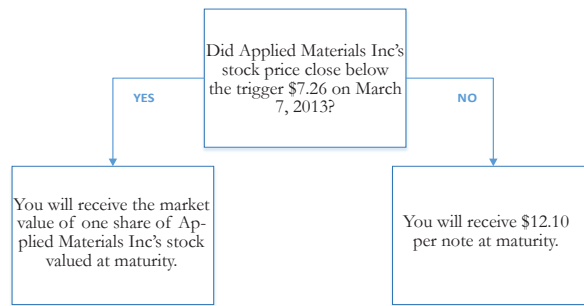 Did Applied Materials Inc's
stock price close below
the trigger $7.26 on March
7, 2013?
YES
NO
You will receive the market
value of one share of Ap-
plied Materials Inc's stock
valued at maturity.
You will receive $12.10
per note at maturity.